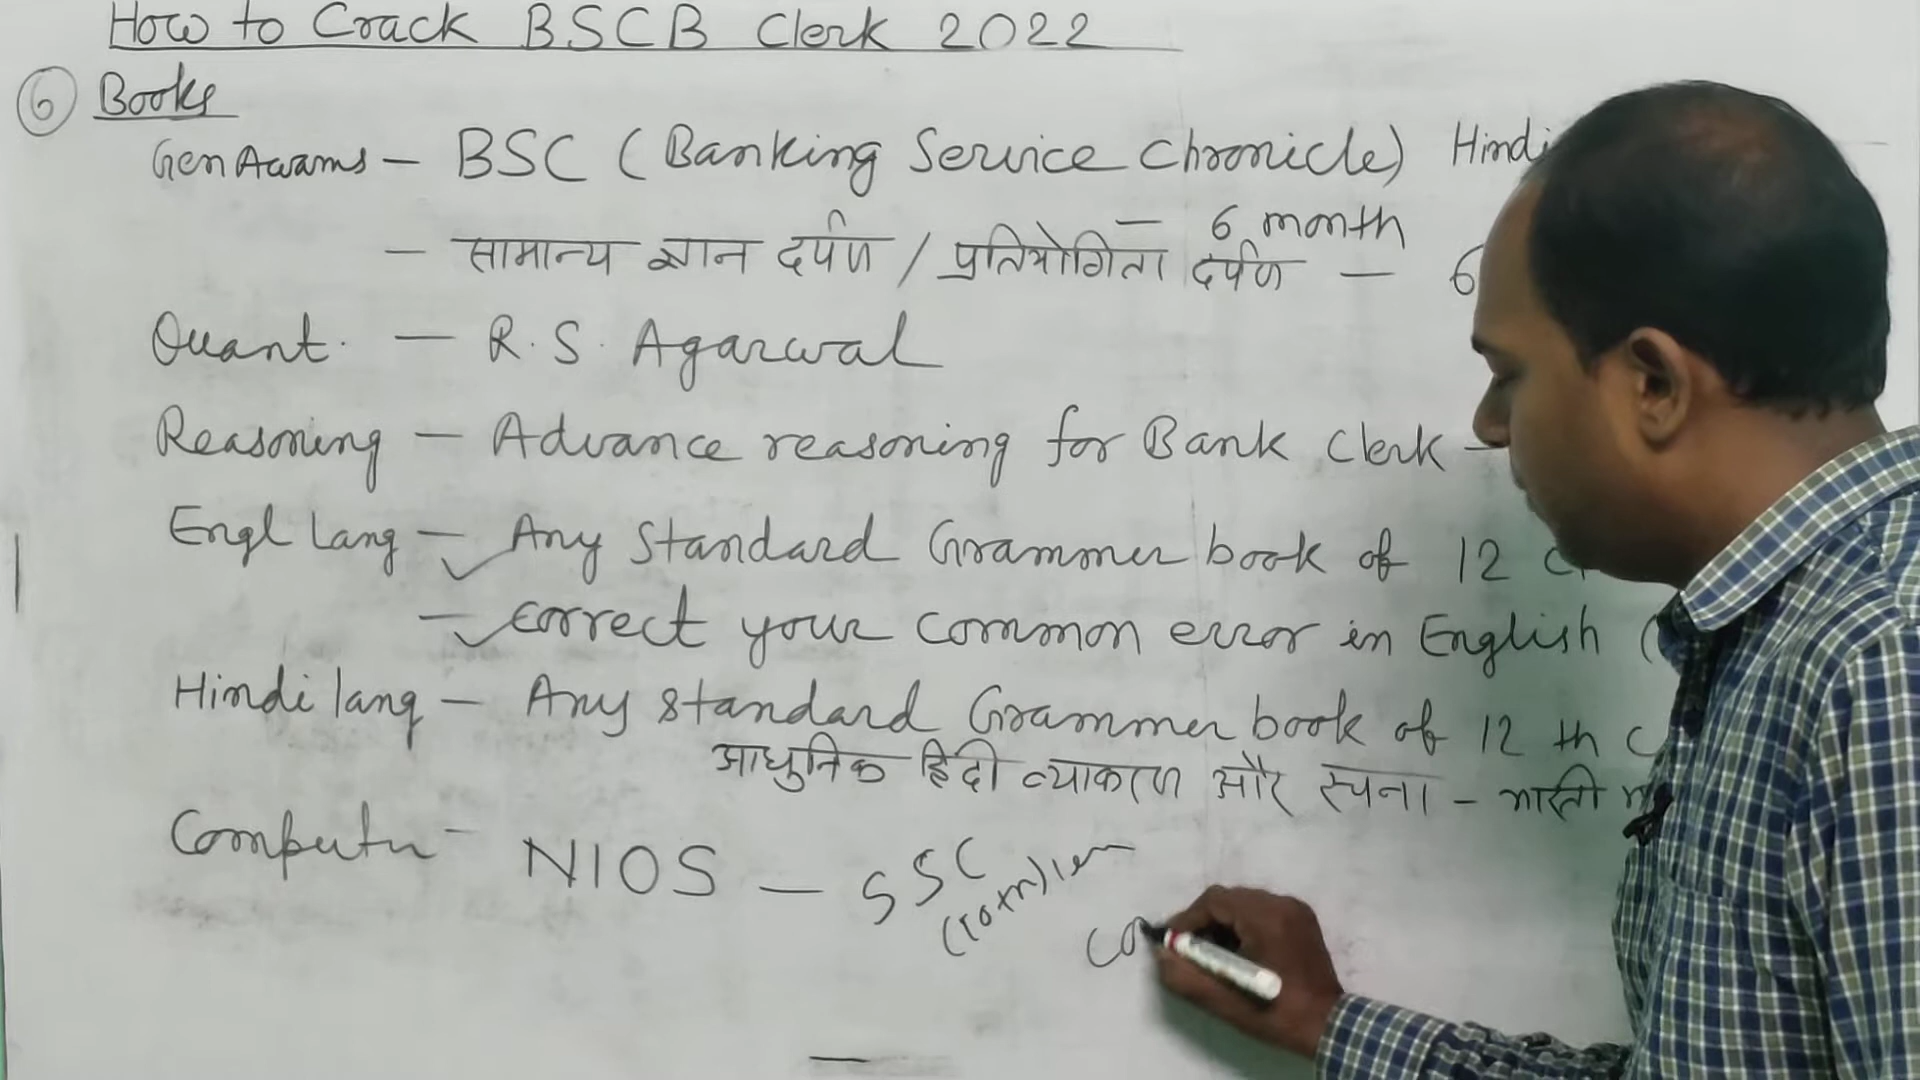 How to Crack BSCB Clerk 2022
6 Books
Gen Awarns - BSC (Banking Service Chronicle) Hindi
- 6 month
- सामान्य ज्ञान दर्पण / प्रतियोगिता दर्पण - 6
Quant. - R. S. Agarwal
Reasoning - Advance reasoning for Bank Clerk -
Engl Lang - Any Standard Grammer book of 12
- correct your common error in English (
Hindi lang - Any standard Grammer book of 12 th C
आधुनिक हिंदी व्याकरण और रचना - भारती
Computer - NIOS - SSC
(10th)
Co